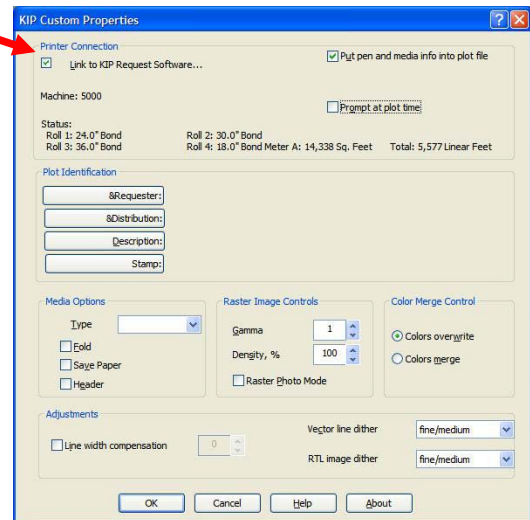 KIP Custom Properties
Printer Connection
Link to KIP Request Software...
Put pen and media info into plot file
Machine: 5000
Prompt at plot time
Status:
Roll 1: 24.0" Bond Roll 2: 30.0" Bond
Roll 3: 36.0" Bond Roll 4: 18.0" Bond Meter A: 14,338 Sq. Feet Total: 5,577 Linear Feet
Plot Identification
&Requester:
&Distribution:
Description:
Stamp:
Media Options
Type
Fold
Save Paper
Header
Raster Image Controls
Gamma 1
Density, % 100
Raster Photo Mode
Color Merge Control
Colors overwrite
Colors merge
Adjustments
Line width compensation 0
Vector line dither fine/medium
RTL image dither fine/medium
OK Cancel Help About